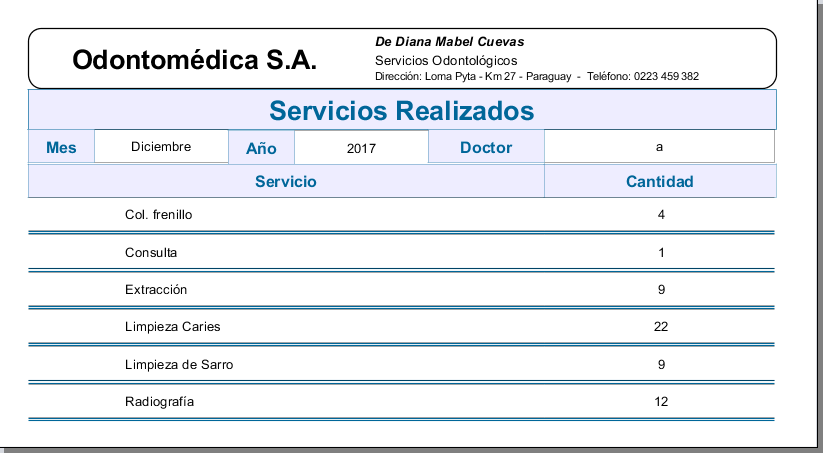 Odontomédica S.A.
De Diana Mabel Cuevas
Servicios Odontológicos
Dirección: Loma Pyta - Km 27 - Paraguay - Teléfono: 0223 459 382
Servicios Realizados
Mes Diciembre Año 2017 Doctor a
Servicio Cantidad
Col. frenillo 4
Consulta 1
Extracción 9
Limpieza Caries 22
Limpieza de Sarro 9
Radiografía 12